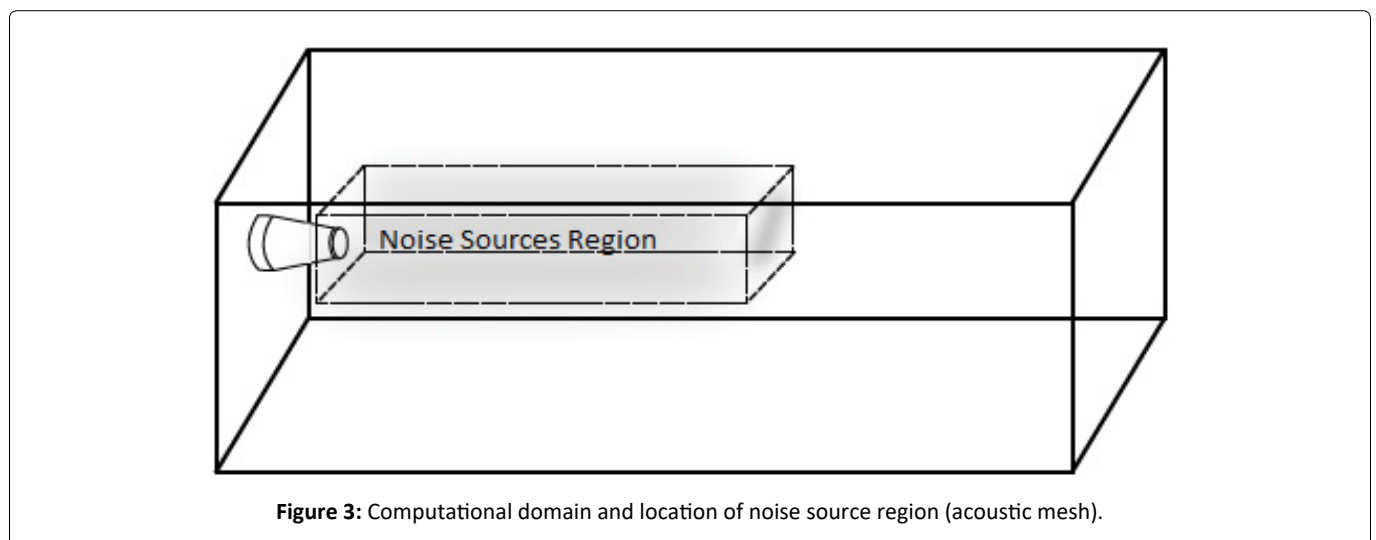 Noise Sources Region
Figure 3: Computational domain and location of noise source region (acoustic mesh).